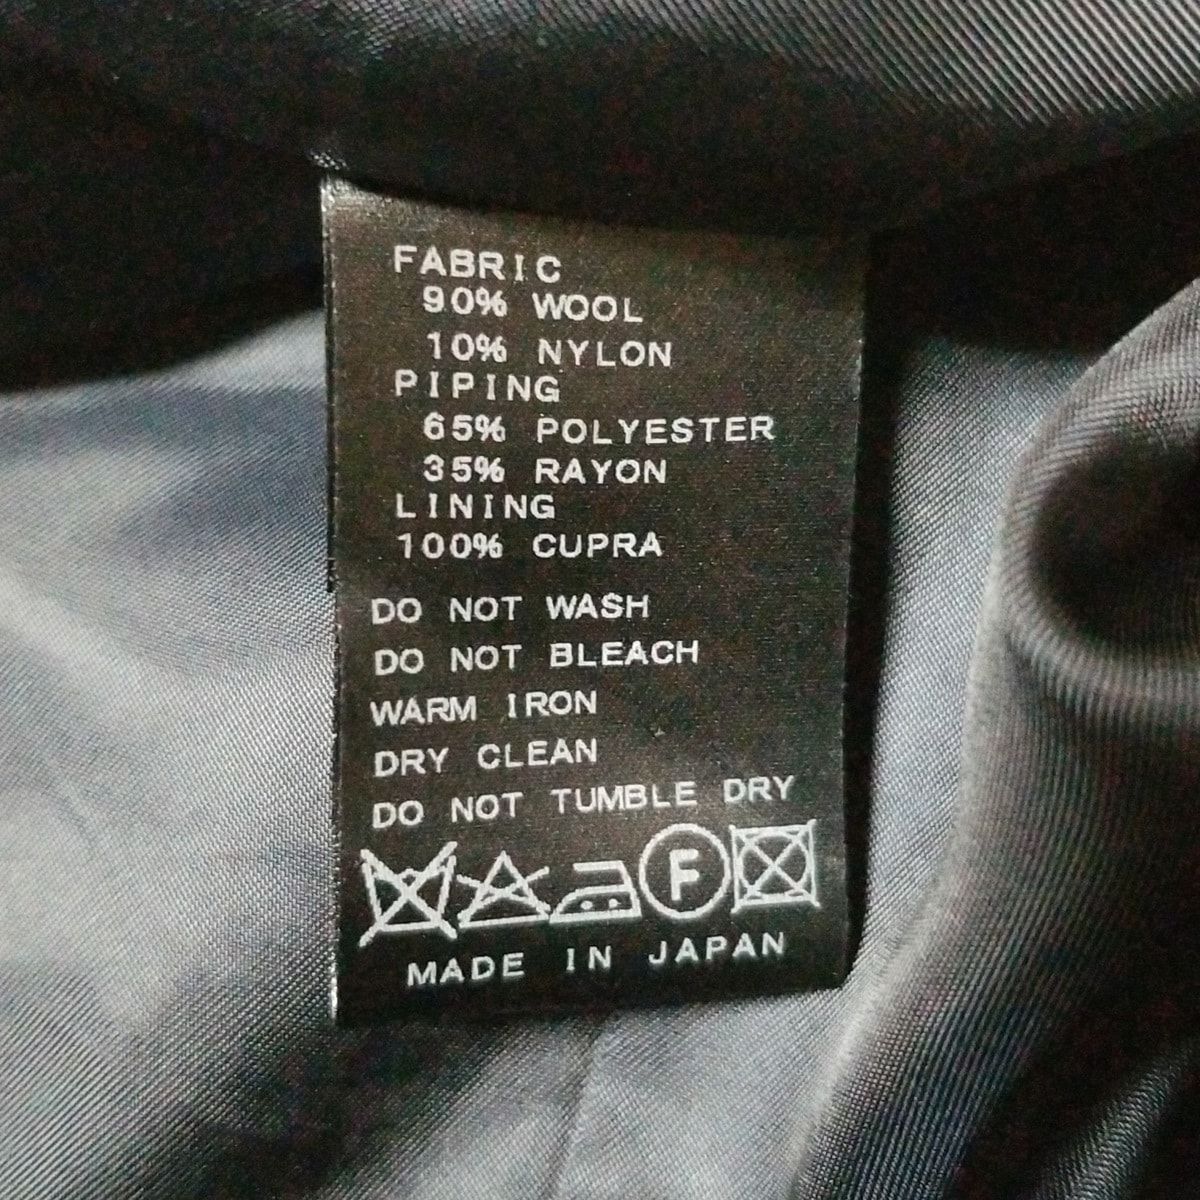 FABRIC
90% WOOL
10% NYLON
PIPING
65% POLYESTER
35% RAYON
LINING
100% CUPRA
DO NOT WASH
DO NOT BLEACH
WARM IRON
DRY CLEAN
DO NOT TUMBLE DRY
F
MADE IN JAPAN